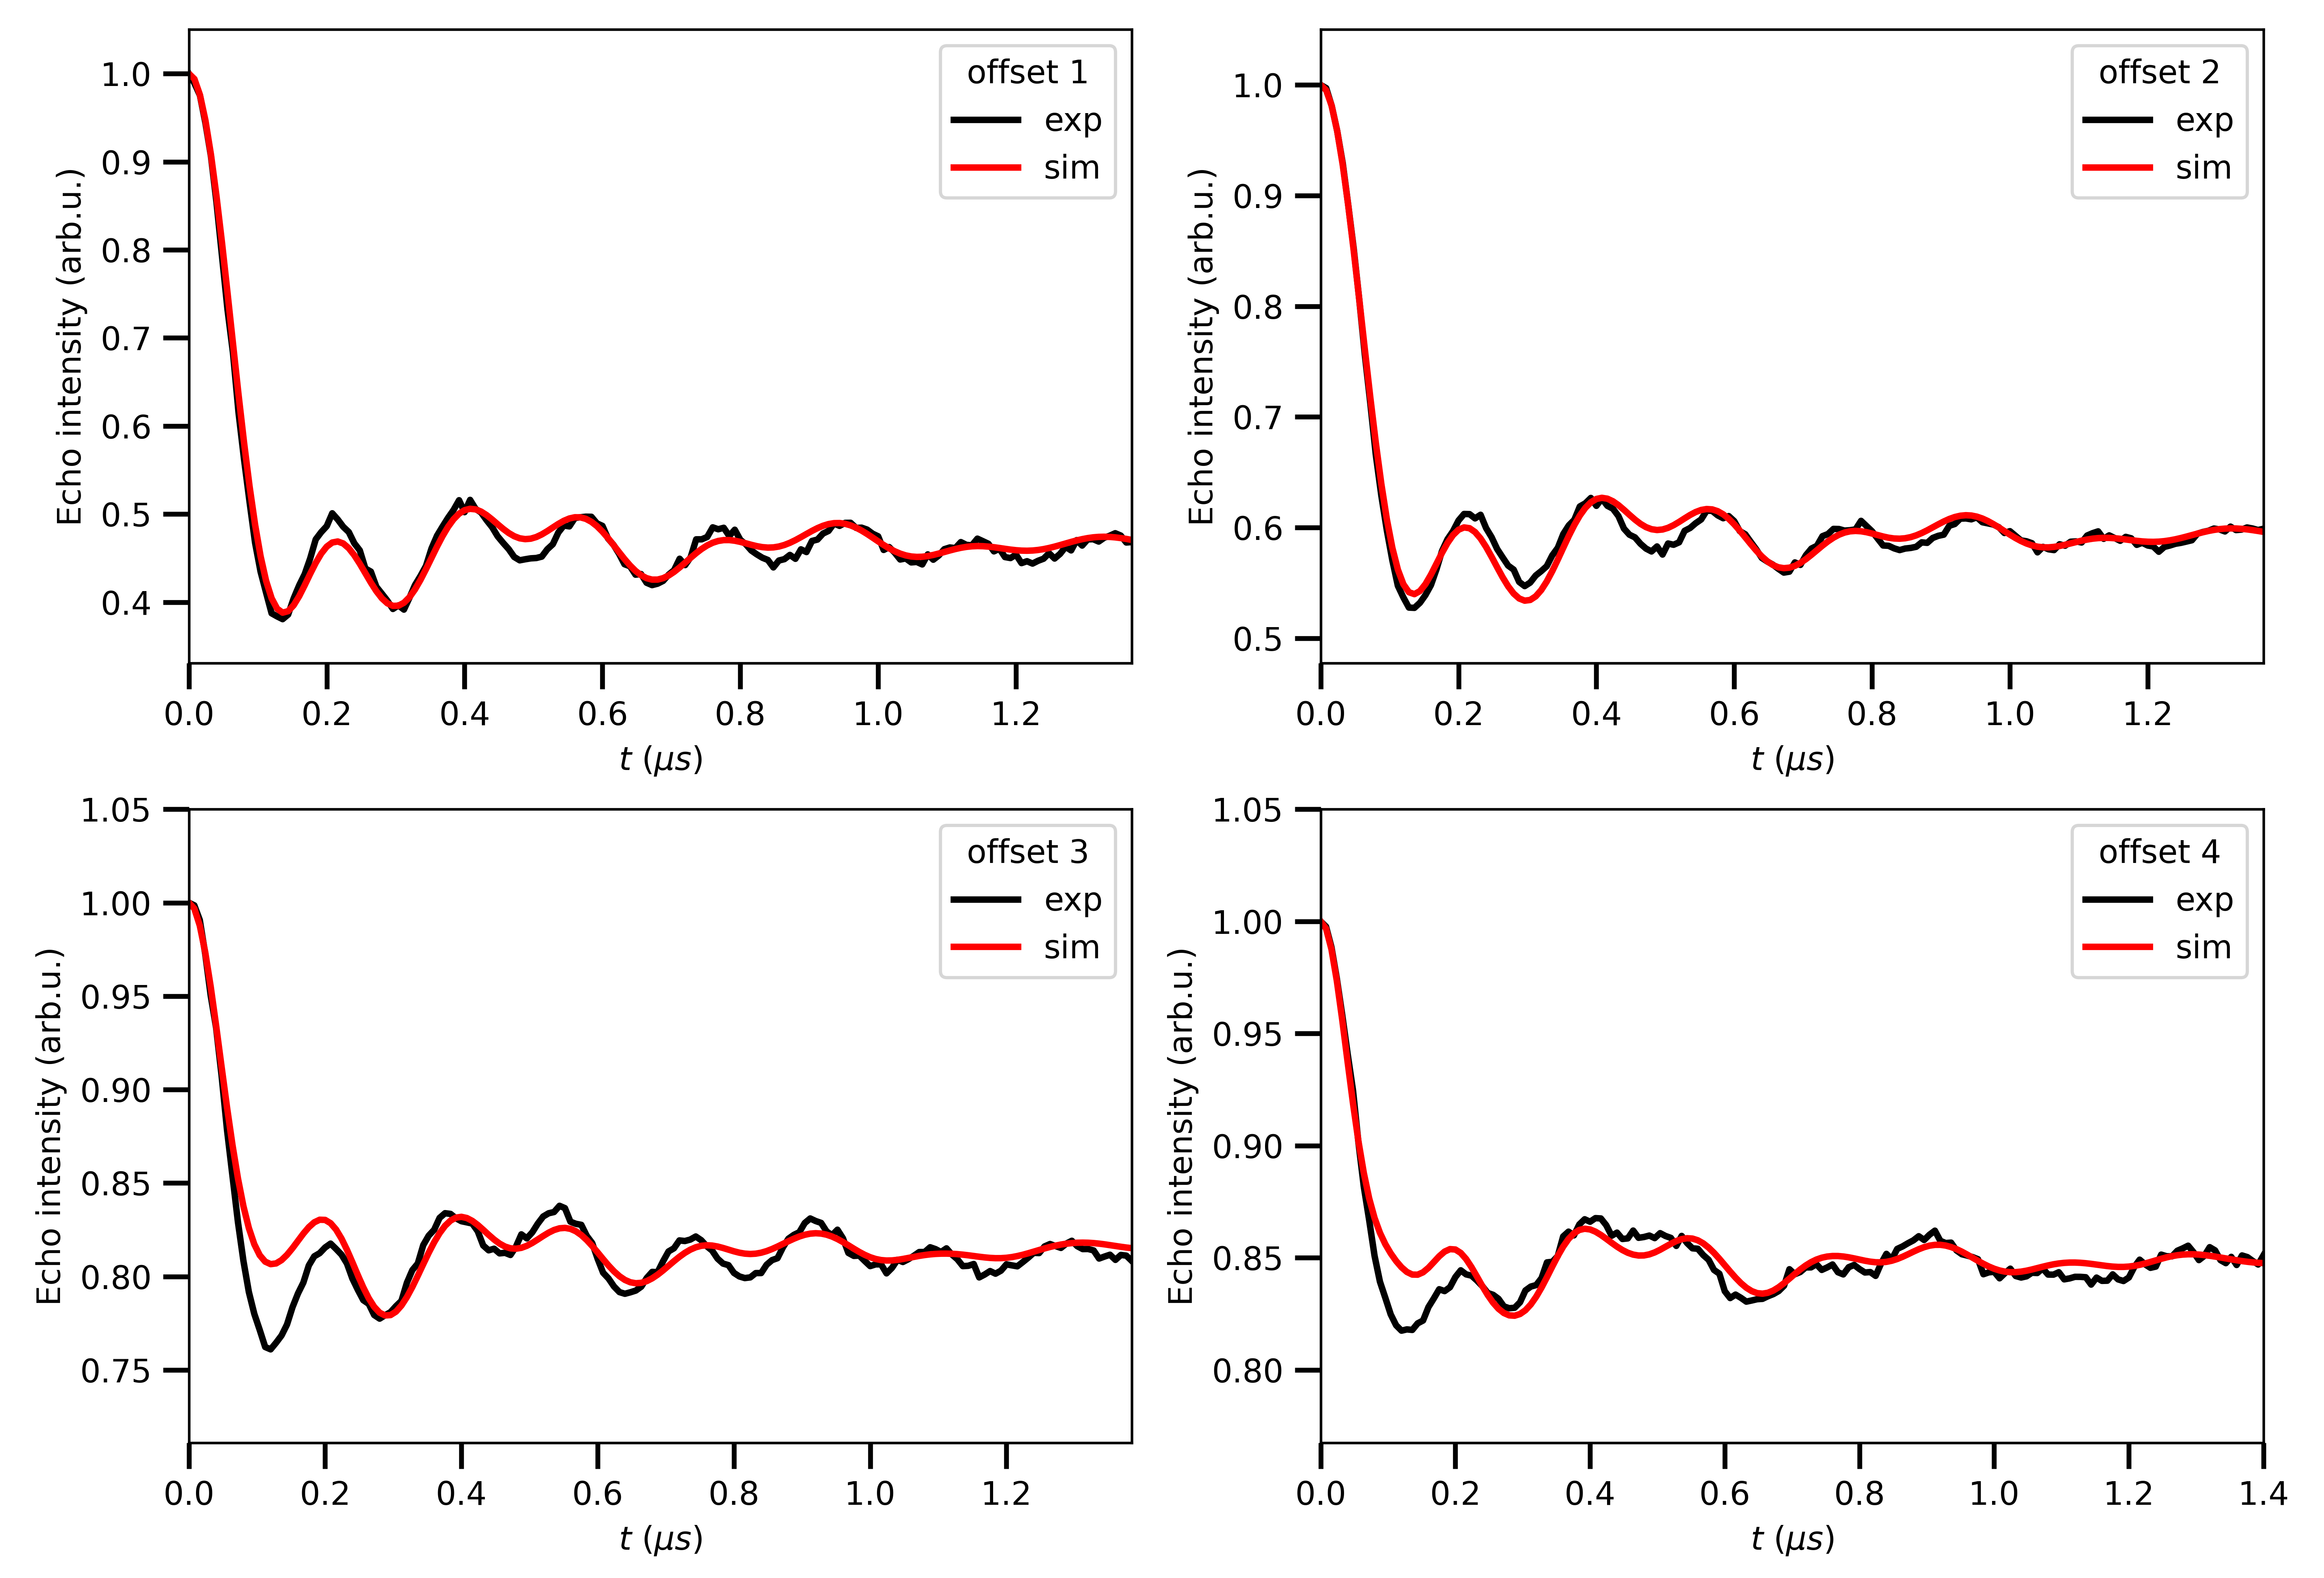 offset 1
exp
sim
1.0
0.9
0.8
0.7
0.6
0.5
0.4
Echo intensity (arb.u.)
0.0 0.2 0.4 0.6 0.8 1.0 1.2
t (μs)
offset 2
exp
sim
1.0
0.9
0.8
0.7
0.6
0.5
Echo intensity (arb.u.)
0.0 0.2 0.4 0.6 0.8 1.0 1.2
t (μs)
offset 3
exp
sim
1.05
1.00
0.95
0.90
0.85
0.80
0.75
Echo intensity (arb.u.)
0.0 0.2 0.4 0.6 0.8 1.0 1.2
t (μs)
offset 4
exp
sim
1.05
1.00
0.95
0.90
0.85
0.80
Echo intensity (arb.u.)
0.0 0.2 0.4 0.6 0.8 1.0 1.2 1.4
t (μs)